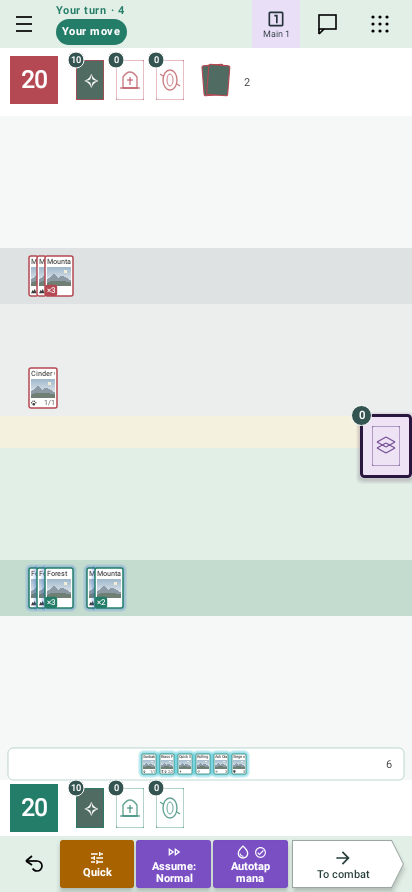 Your turn · 4
Your move
1
Main 1
20
10
0
0
2
M
M
Mounta
×3
Cinder
1/1
0
Forest
×3
M
Mounta
×2
6
20
10
0
0
Quick
Assume:
Normal
Autotap
mana
To combat